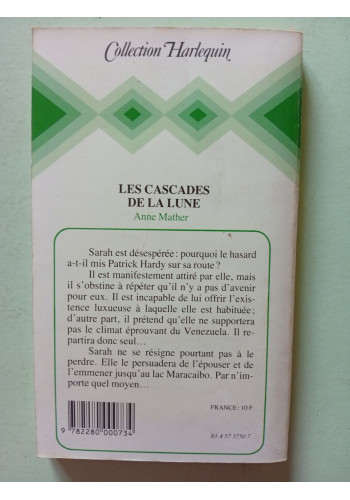 Collection Harlequin
LES CASCADES
DE LA LUNE
Anne Mather
Sarah est désespérée : pourquoi le hasard
a-t-il mis Patrick Hardy sur sa route ?
Il est manifestement attiré par elle, mais
il s'obstine à répéter qu'il n'y a pas d'avenir
pour eux. Il est incapable de lui offrir l'exis-
tence luxueuse à laquelle elle est habituée ;
d'autre part, il prétend qu'elle ne supportera
pas le climat éprouvant du Venezuela. Il re-
partira donc seul...
Sarah ne se résigne pourtant pas à le
perdre. Elle le persuadera de l'épouser et de
l'emmener jusqu'au lac Maracaibo. Par n'im-
porte quel moyen...
9 782280 000734
FRANCE : 10 F
83.4 57 3750 7